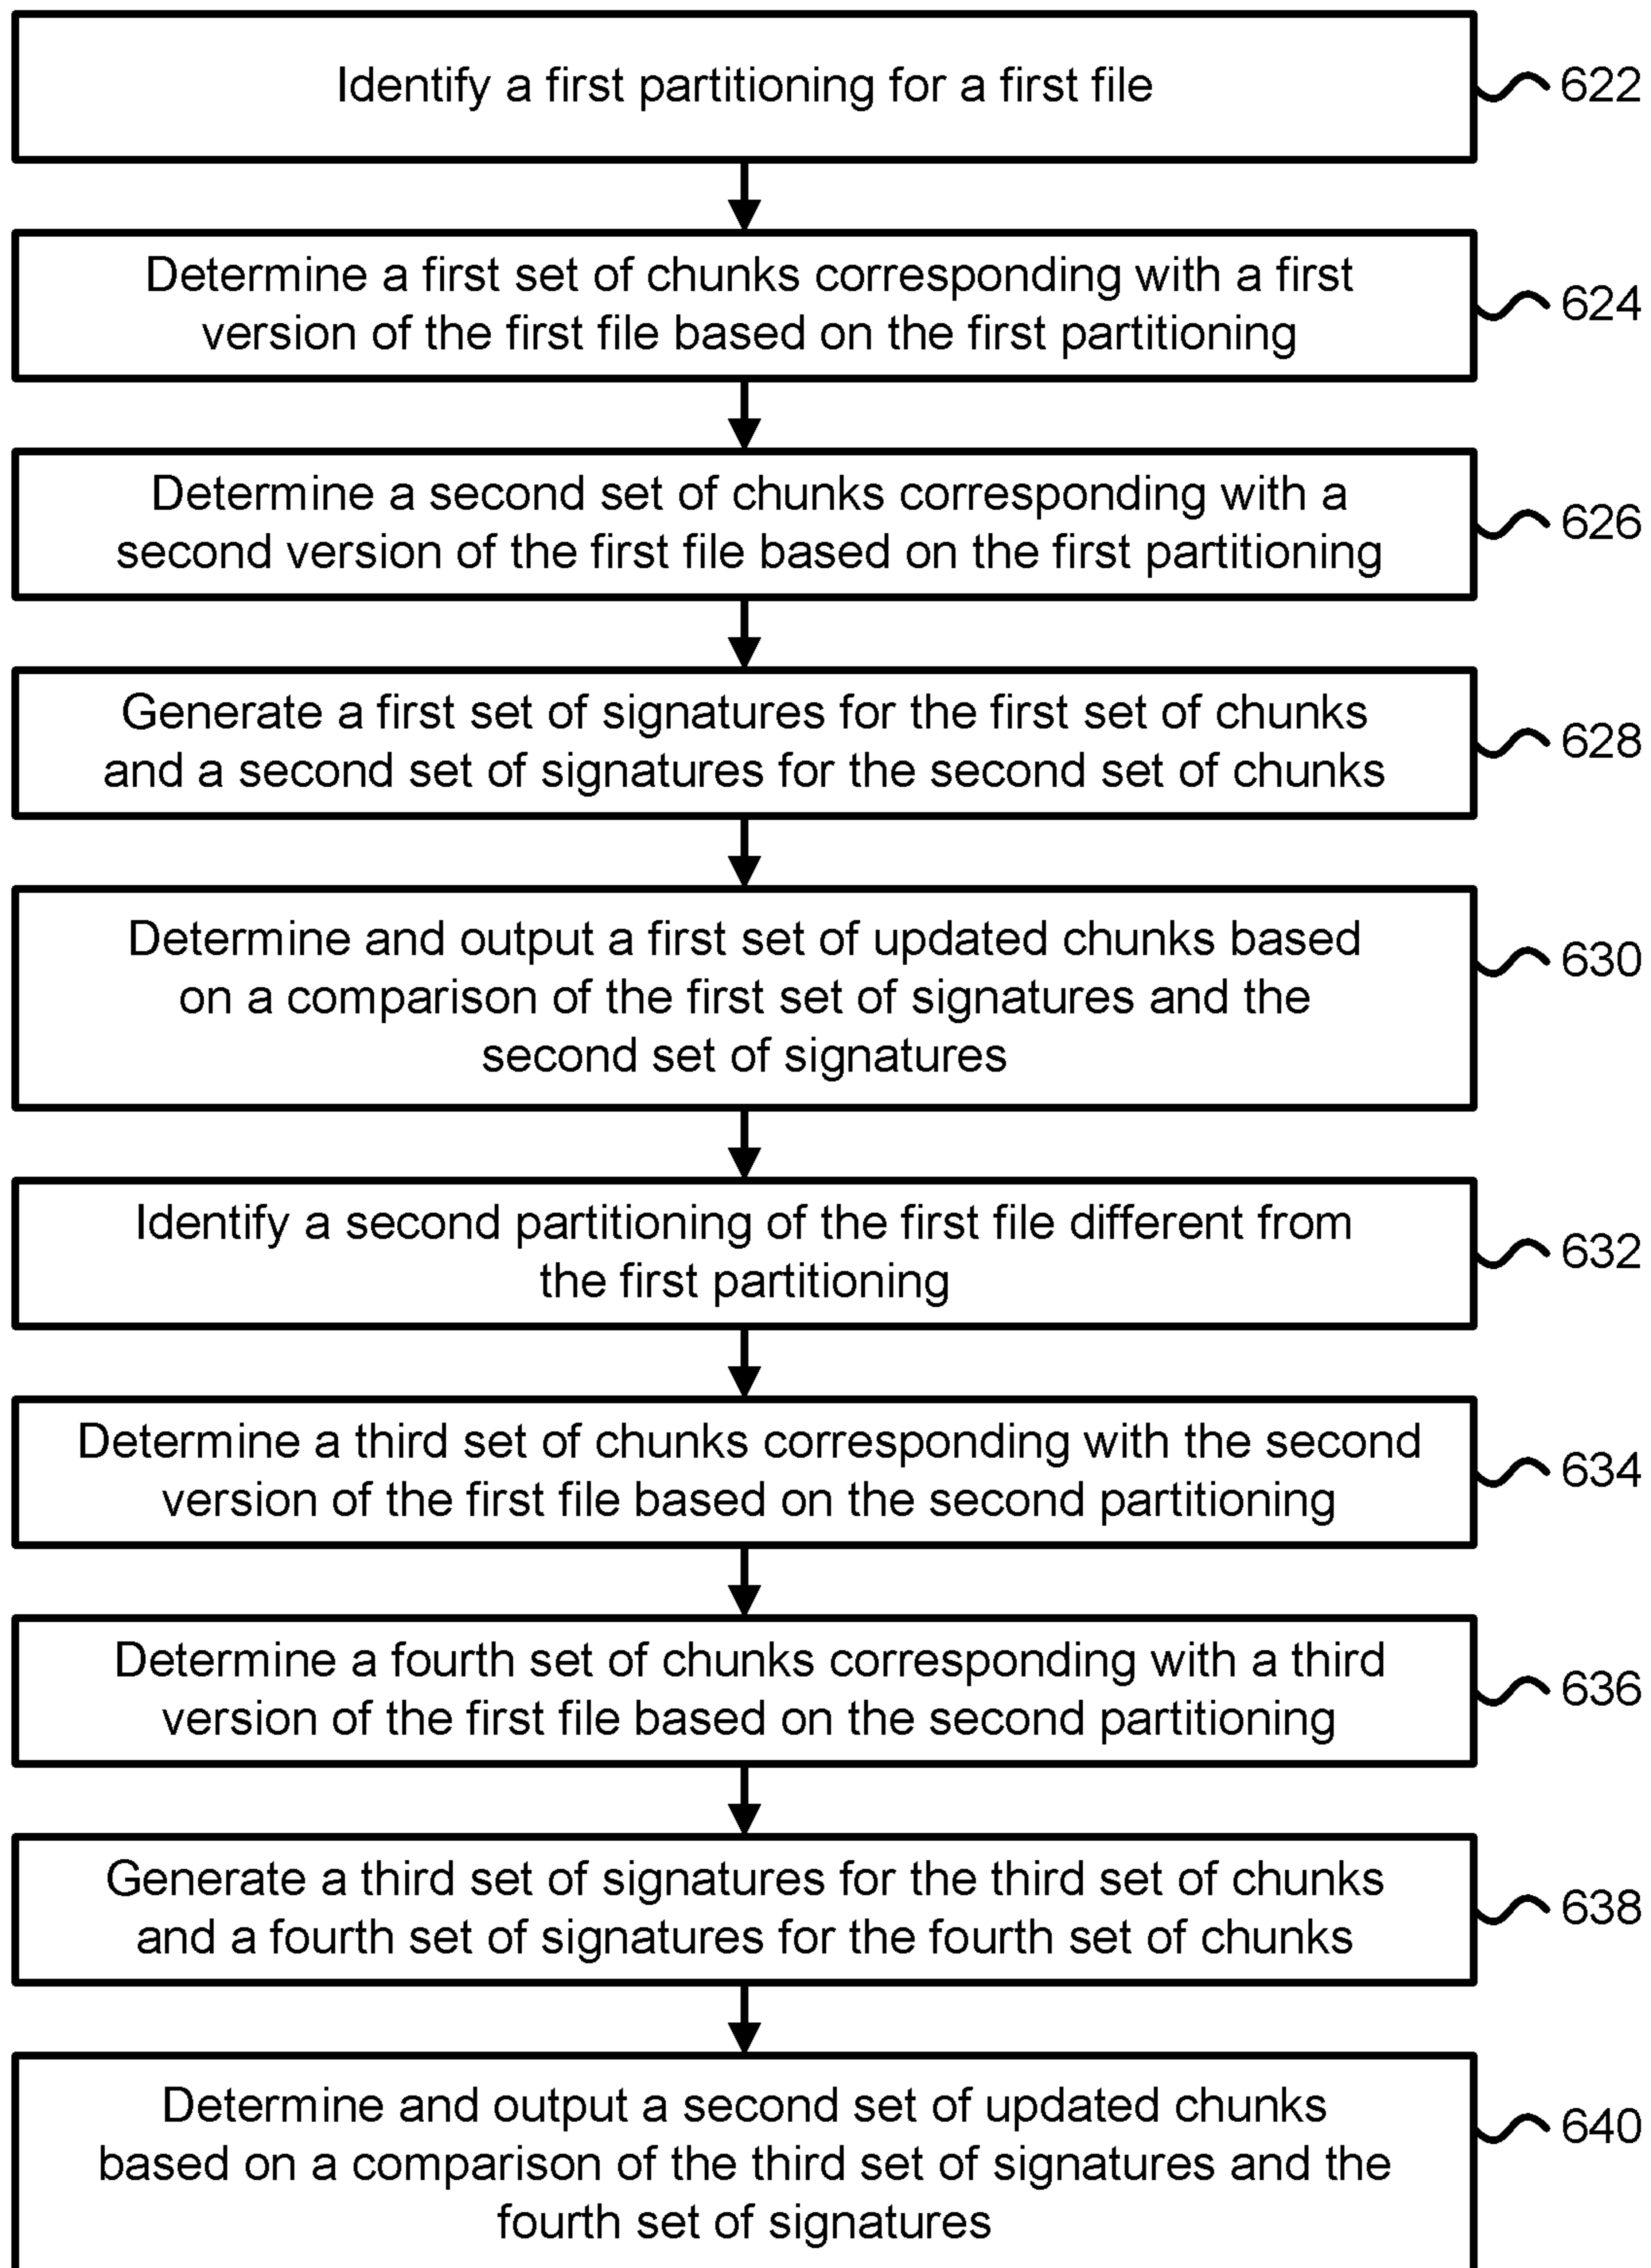 Identify a first partitioning for a first file
622
Determine a first set of chunks corresponding with a first
version of the first file based on the first partitioning
624
Determine a second set of chunks corresponding with a
second version of the first file based on the first partitioning
626
Generate a first set of signatures for the first set of chunks
and a second set of signatures for the second set of chunks
628
Determine and output a first set of updated chunks based
on a comparison of the first set of signatures and the
second set of signatures
630
Identify a second partitioning of the first file different from
the first partitioning
632
Determine a third set of chunks corresponding with the second
version of the first file based on the second partitioning
634
Determine a fourth set of chunks corresponding with a third
version of the first file based on the second partitioning
636
Generate a third set of signatures for the third set of chunks
and a fourth set of signatures for the fourth set of chunks
638
Determine and output a second set of updated chunks
based on a comparison of the third set of signatures and the
fourth set of signatures
640